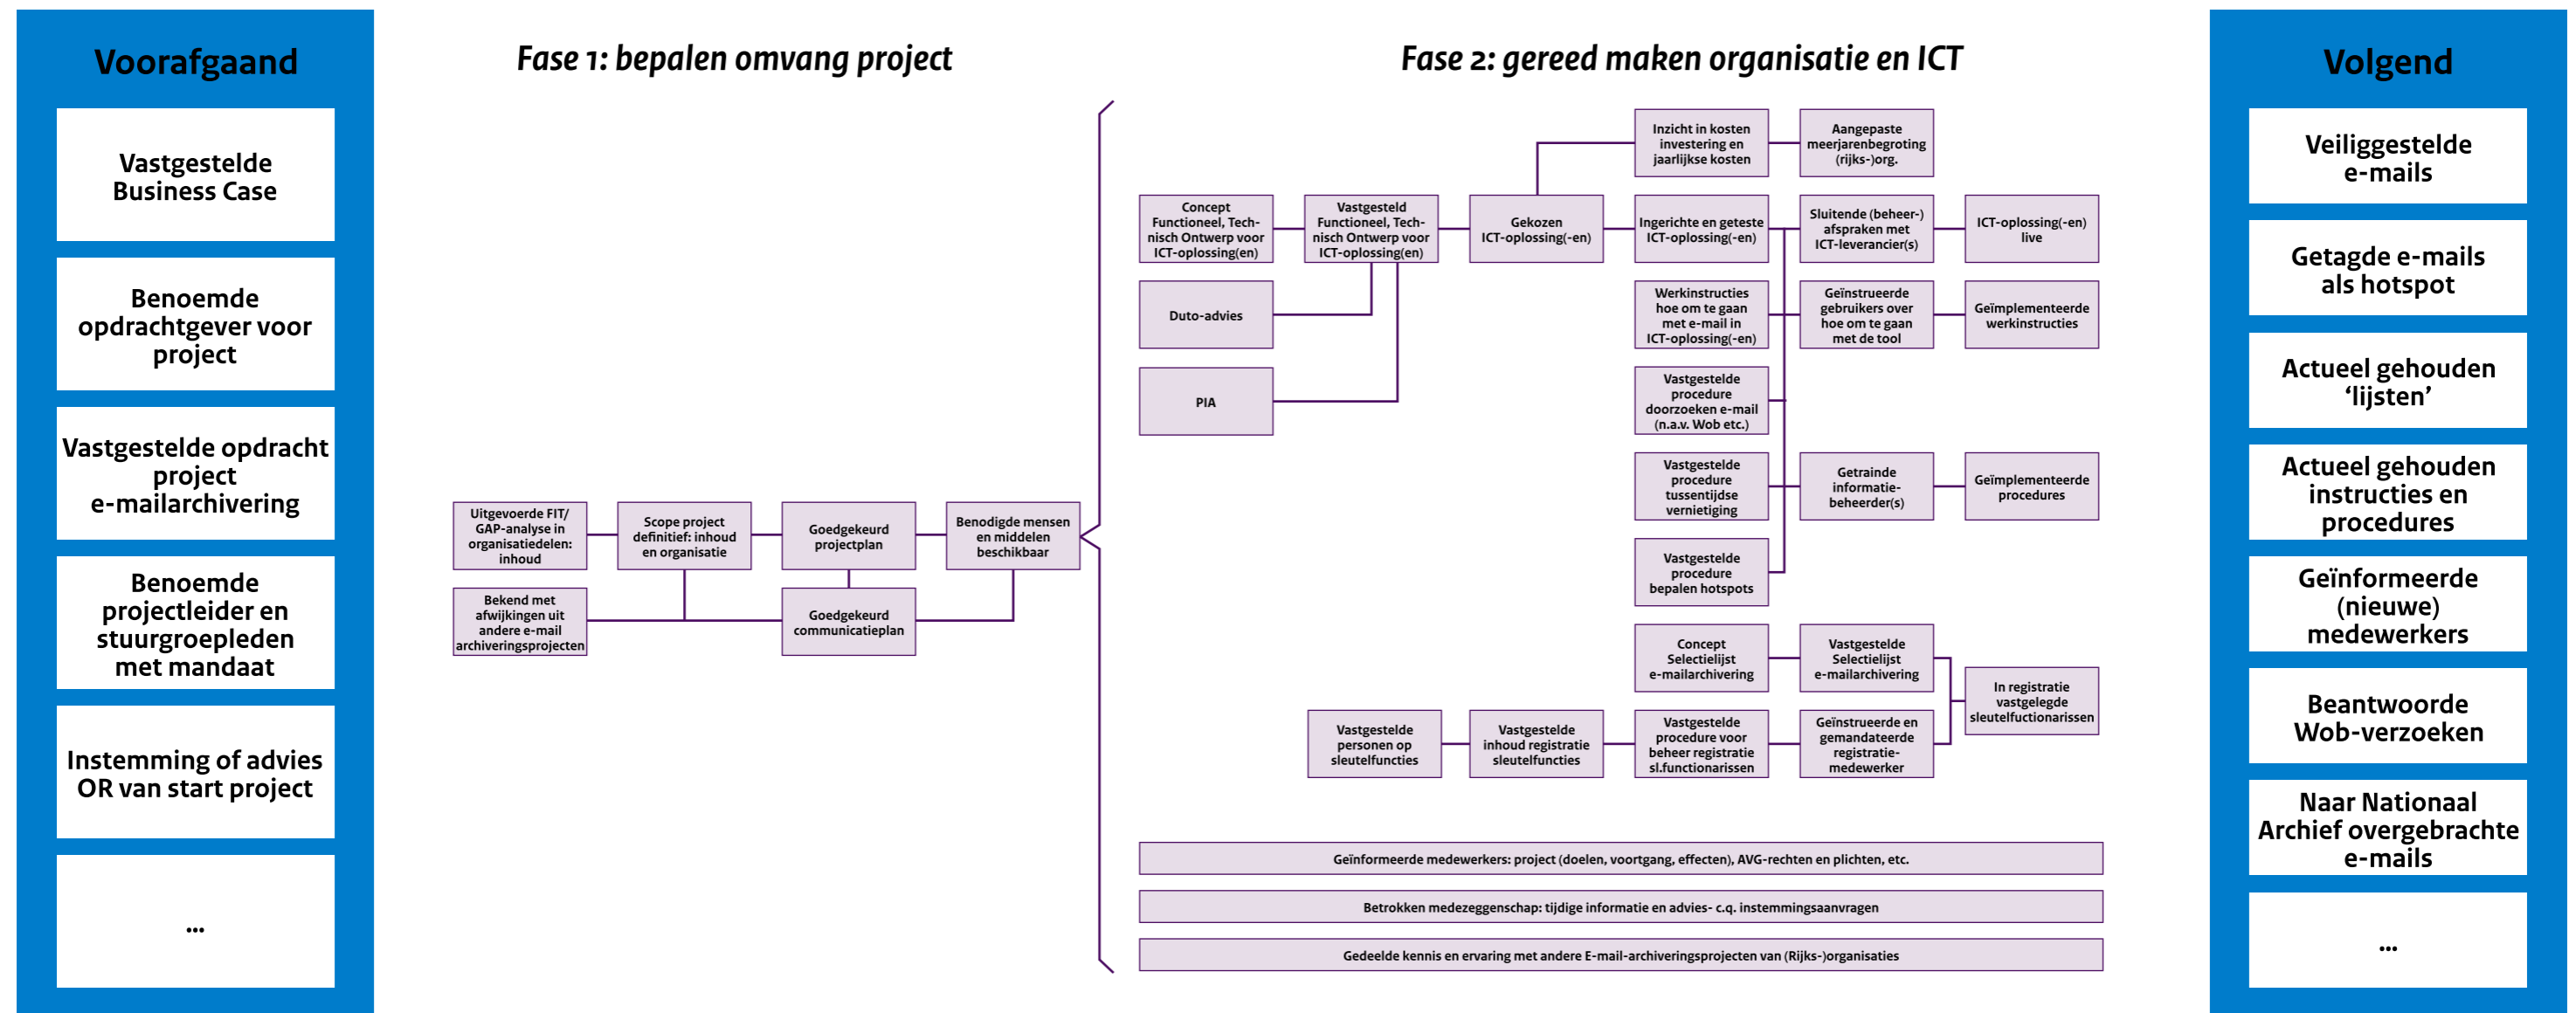 Voorafgaand
Vastgestelde
Business Case
Benoemde
opdrachtgever voor
project
Vastgestelde opdracht
project
e-mailarchivering
Benoemde
projectleider en
stuurgroepleden
met mandaat
Instemming of advies
OR van start project
...
Fase 1: bepalen omvang project
Uitgevoerde FIT/
GAP-analyse in
organisatiedelen:
inhoud
Scope project
definitief: inhoud
en organisatie
Goedgekeurd
projectplan
Benodigde mensen
en middelen
beschikbaar
Bekend met
afwijkingen uit
andere e-mail
archiveringsprojecten
Goedgekeurd
communicatieplan
Fase 2: gereed maken organisatie en ICT
Inzicht in kosten
investering en
jaarlijkse kosten
Aangepaste
meerjarenbegroting
(rijks-)org.
Concept
Functioneel, Tech-
nisch Ontwerp voor
ICT-oplossing(en)
Vastgesteld
Functioneel, Tech-
nisch Ontwerp voor
ICT-oplossing(en)
Gekozen
ICT-oplossing(-en)
Ingerichte en geteste
ICT-oplossing(-en)
Sluitende (beheer-)
afspraken met
ICT-leverancier(s)
ICT-oplossing(-en)
live
Duto-advies
Werkinstructies
hoe om te gaan
met e-mail in
ICT-oplossing(-en)
Geïnstrueerde
gebruikers over
hoe om te gaan
met de tool
Geïmplementeerde
werkinstructies
PIA
Vastgestelde
procedure
doorzoeken e-mail
(n.a.v. Wob etc.)
Vastgestelde
procedure
tussentijdse
vernietiging
Getrainde
informatie-
beheerder(s)
Geïmplementeerde
procedures
Vastgestelde
procedure
bepalen hotspots
Concept
Selectielijst
e-mailarchivering
Vastgestelde
Selectielijst
e-mailarchivering
In registratie
vastgelegde
sleutelfuctionarissen
Vastgestelde
personen op
sleutelfuncties
Vastgestelde
inhoud registratie
sleutelfuncties
Vastgestelde
procedure voor
beheer registratie
sl.functionarissen
Geïnstrueerde en
gemandateerde
registratie-
medewerker
Geïnformeerde medewerkers: project (doelen, voortgang, effecten), AVG-rechten en plichten, etc.
Betrokken medezeggenschap: tijdige informatie en advies- c.q. instemmingsaanvragen
Gedeelde kennis en ervaring met andere E-mail-archiveringsprojecten van (Rijks-)organisaties
Volgend
Veiliggestelde
e-mails
Getagde e-mails
als hotspot
Actueel gehouden
‘lijsten’
Actueel gehouden
instructies en
procedures
Geïnformeerde
(nieuwe)
medewerkers
Beantwoorde
Wob-verzoeken
Naar Nationaal
Archief overgebrachte
e-mails
...